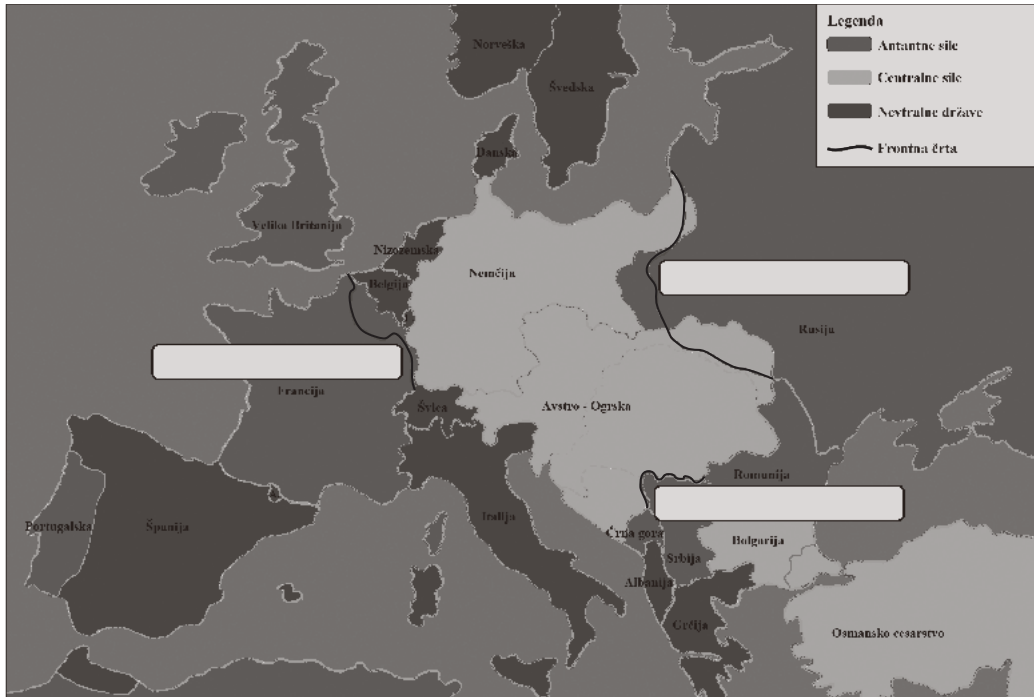 Legenda
Antantne sile
Centralne sile
Nevtralne države
Frontna črta
Norveška
Švedska
Danska
Velika Britanija
Nizozemska
Belgija
Nemčija
Rusija
Francija
Švica
Avstro - Ogrska
Romunija
Portugalska
Španija
A.
Italija
Črna gora
Srbija
Bolgarija
Albanija
Grčija
Osmansko cesarstvo